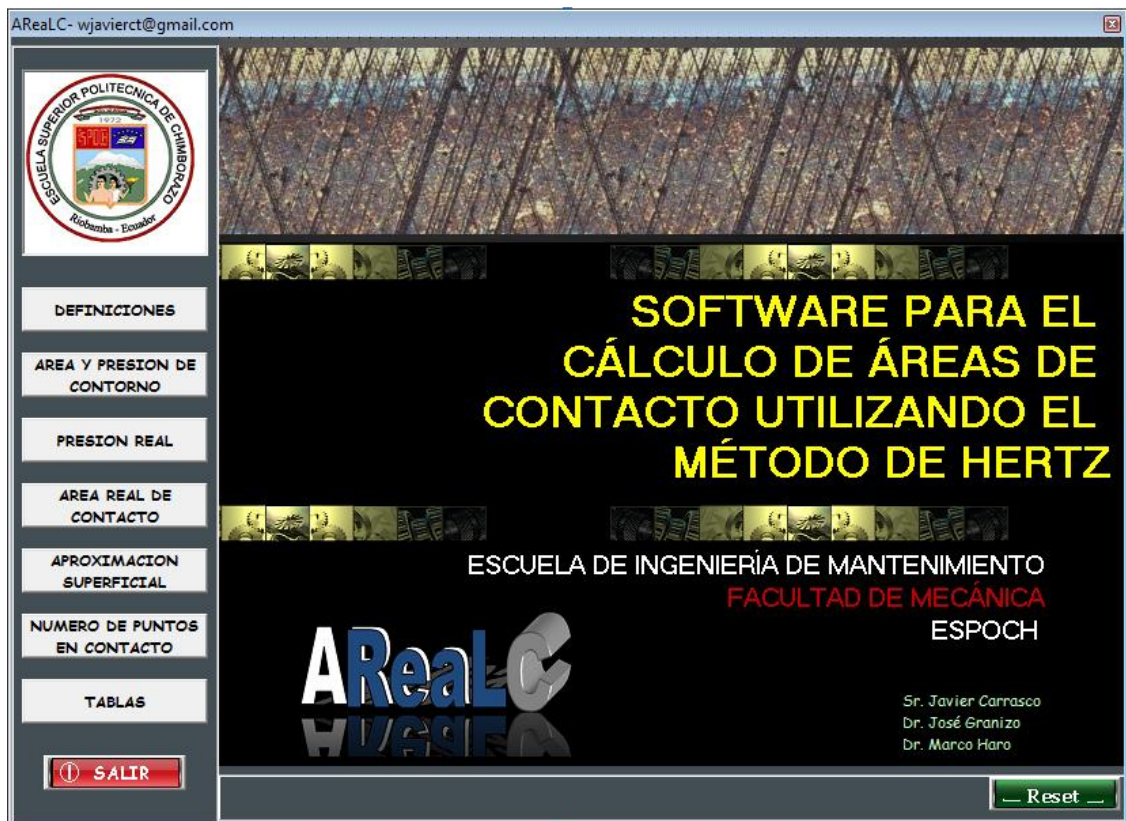 AReaLC- wjavierct@gmail.com
ESCUELA SUPERIOR POLITECNICA DE CHIMBORAZO
1972
ESPOCH
Riobamba - Ecuador
DEFINICIONES
AREA Y PRESION DE
CONTORNO
PRESION REAL
AREA REAL DE
CONTACTO
APROXIMACION
SUPERFICIAL
NUMERO DE PUNTOS
EN CONTACTO
TABLAS
SALIR
SOFTWARE PARA EL
CÁLCULO DE ÁREAS DE
CONTACTO UTILIZANDO EL
MÉTODO DE HERTZ
ESCUELA DE INGENIERÍA DE MANTENIMIENTO
FACULTAD DE MECÁNICA
ESPOCH
AReaLC
Sr. Javier Carrasco
Dr. José Granizo
Dr. Marco Haro
Reset